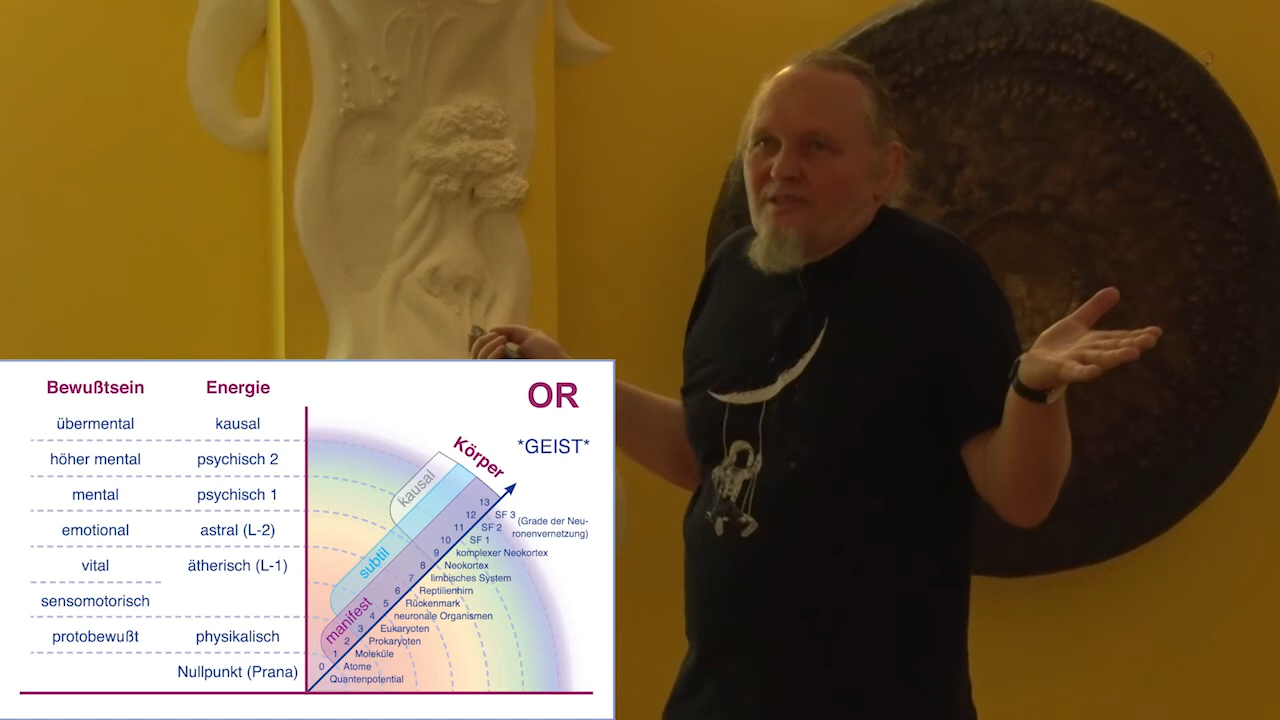 Bewußtsein Energie OR
übermental kausal
*GEIST*
höher mental psychisch 2
mental psychisch 1
emotional astral (L-2)
vital ätherisch (L-1)
sensomotorisch
protobewußt physikalisch
Nullpunkt (Prana)
Körper
kausal
subtil
manifest
13
12 SF 3 (Grade der Neu-
ronenvernetzung)
11 SF 2
10 SF 1
9 komplexer Neokortex
8 Neokortex
7 limbisches System
6 Reptilienhirn
5 Rückenmark
4 neuronale Organismen
3 Eukaryoten
2 Prokaryoten
1 Moleküle
0 Atome
Quantenpotential